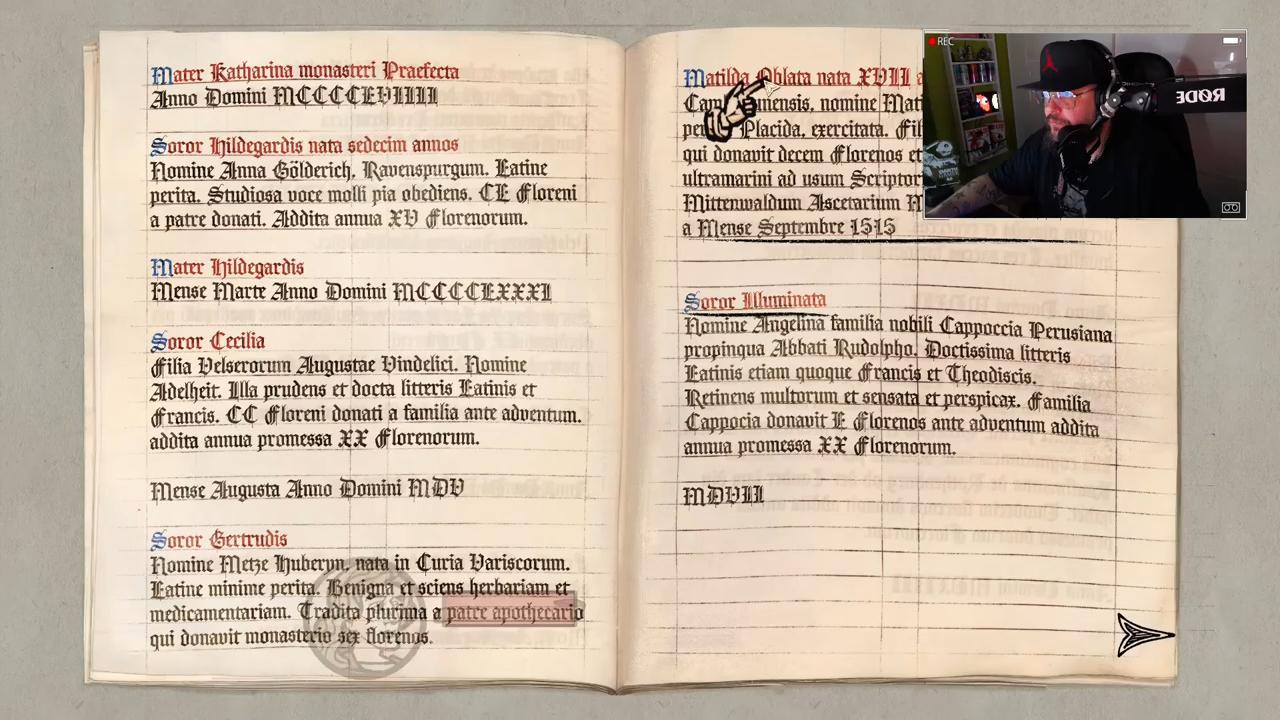 Mater Katharina monasteri Praefecta
Anno Domini MCCCCLVIIII
Soror Hildegardis nata sedecim annos
Nomine Anna Gölderich, Ravenspurgum. Latine
perita. Studiosa voce molli pia obediens. CL Floreni
a patre donati. Addita annua XV Florenorum.
Mater Hildegardis
Mense Marte Anno Domini MCCCCLXXXI
Soror Cecilia
Filia Velserorum Augustae Vindelici. Nomine
Adelheit. Illa prudens et docta litteris Latinis et
Francis. CC Floreni donati a familia ante adventum.
addita annua promessa XX Florenorum.
Mense Augusta Anno Domini MDV
Soror Gertrudis
Nomine Metze Huberyn, nata in Curia Variscorum.
Latine minime perita. Benigna et sciens herbariam et
medicamentariam. Tradita plurima a patre apothecario
qui donavit monasterio sex florenos.
Matilda Oblata nata XVII
nomine
Placida, exercitata.
qui donavit decem Florenos et
ultramarini ad usum
Mittenwaldum Ascetarium
a Mense Septembre 1515
Soror Illuminata
Nomine Angelina familia nobili Cappoccia Perusiana
propinqua Abbati Rudolpho. Doctissima litteris
Latinis etiam quoque Francis et Theodiscis.
Retinens multorum et sensata et perspicax. Familia
Cappocia donavit L Florenos ante adventum addita
annua promessa XX Florenorum.
MDVII
REC
RØDE